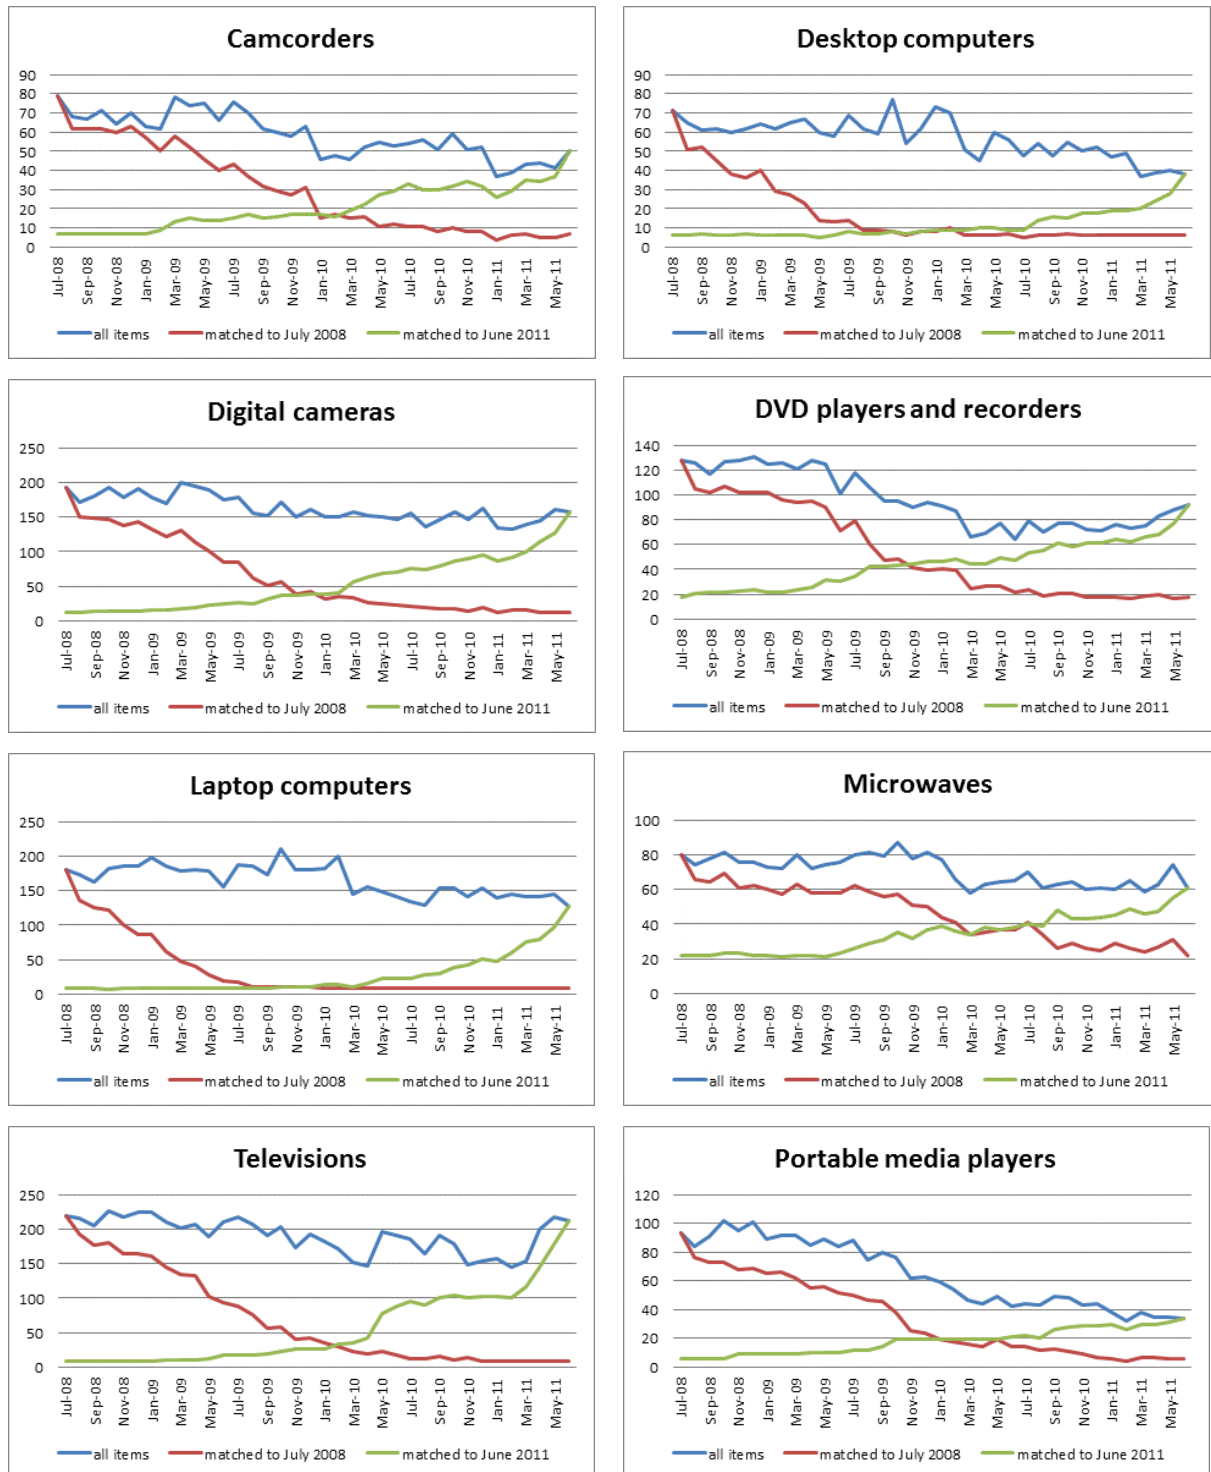 Camcorders
90
80
70
60
50
40
30
20
10
0
Jul-08 Sep-08 Nov-08 Jan-09 Mar-09 May-09 Jul-09 Sep-09 Nov-09 Jan-10 Mar-10 May-10 Jul-10 Sep-10 Nov-10 Jan-11 Mar-11 May-11
all items matched to July 2008 matched to June 2011
Desktop computers
90
80
70
60
50
40
30
20
10
0
Jul-08 Sep-08 Nov-08 Jan-09 Mar-09 May-09 Jul-09 Sep-09 Nov-09 Jan-10 Mar-10 May-10 Jul-10 Sep-10 Nov-10 Jan-11 Mar-11 May-11
all items matched to July 2008 matched to June 2011
Digital cameras
250
200
150
100
50
0
Jul-08 Sep-08 Nov-08 Jan-09 Mar-09 May-09 Jul-09 Sep-09 Nov-09 Jan-10 Mar-10 May-10 Jul-10 Sep-10 Nov-10 Jan-11 Mar-11 May-11
all items matched to July 2008 matched to June 2011
DVD players and recorders
140
120
100
80
60
40
20
0
Jul-08 Sep-08 Nov-08 Jan-09 Mar-09 May-09 Jul-09 Sep-09 Nov-09 Jan-10 Mar-10 May-10 Jul-10 Sep-10 Nov-10 Jan-11 Mar-11 May-11
all items matched to July 2008 matched to June 2011
Laptop computers
250
200
150
100
50
0
Jul-08 Sep-08 Nov-08 Jan-09 Mar-09 May-09 Jul-09 Sep-09 Nov-09 Jan-10 Mar-10 May-10 Jul-10 Sep-10 Nov-10 Jan-11 Mar-11 May-11
all items matched to July 2008 matched to June 2011
Microwaves
100
80
60
40
20
0
Jul-08 Sep-08 Nov-08 Jan-09 Mar-09 May-09 Jul-09 Sep-09 Nov-09 Jan-10 Mar-10 May-10 Jul-10 Sep-10 Nov-10 Jan-11 Mar-11 May-11
all items matched to July 2008 matched to June 2011
Televisions
250
200
150
100
50
0
Jul-08 Sep-08 Nov-08 Jan-09 Mar-09 May-09 Jul-09 Sep-09 Nov-09 Jan-10 Mar-10 May-10 Jul-10 Sep-10 Nov-10 Jan-11 Mar-11 May-11
all items matched to July 2008 matched to June 2011
Portable media players
120
100
80
60
40
20
0
Jul-08 Sep-08 Nov-08 Jan-09 Mar-09 May-09 Jul-09 Sep-09 Nov-09 Jan-10 Mar-10 May-10 Jul-10 Sep-10 Nov-10 Jan-11 Mar-11 May-11
all items matched to July 2008 matched to June 2011